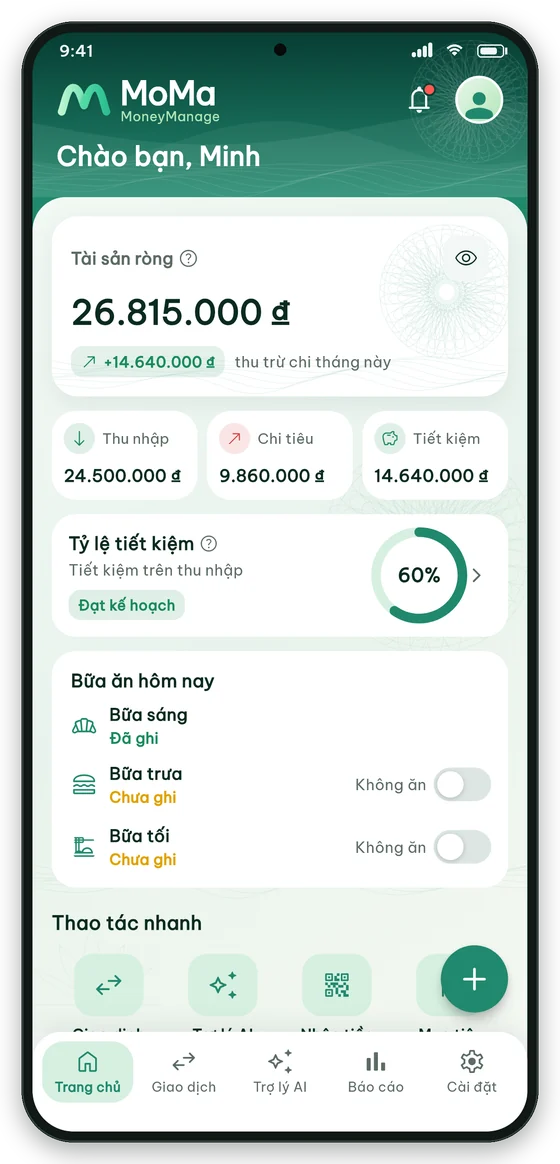 9:41
MoMa
MoneyManage
Chào bạn, Minh
Tài sản ròng ?
26.815.000 ₫
+14.640.000 ₫ thu trừ chi tháng này
Thu nhập
24.500.000 ₫
Chi tiêu
9.860.000 ₫
Tiết kiệm
14.640.000 ₫
Tỷ lệ tiết kiệm ?
Tiết kiệm trên thu nhập
Đạt kế hoạch
60%
Bữa ăn hôm nay
Bữa sáng
Đã ghi
Bữa trưa
Chưa ghi
Không ăn
Bữa tối
Chưa ghi
Không ăn
Thao tác nhanh
Trang chủ
Giao dịch
Trợ lý AI
Báo cáo
Cài đặt